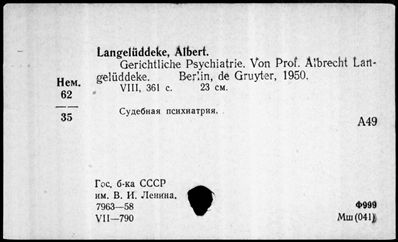 Langelüddeke, Albert.
Gerichtliche Psychiatrie. Von Prof. Albrecht Lan-
gelüddeke. Berlin, de Gruyter, 1950.
VIII, 361 с. 23 см.
Нем.
62
35
Судебная психиатрия.
А49
Гос. б-ка СССР
им. В. И. Ленина,
7963—58
VII—790
Ф999
Мш (041)